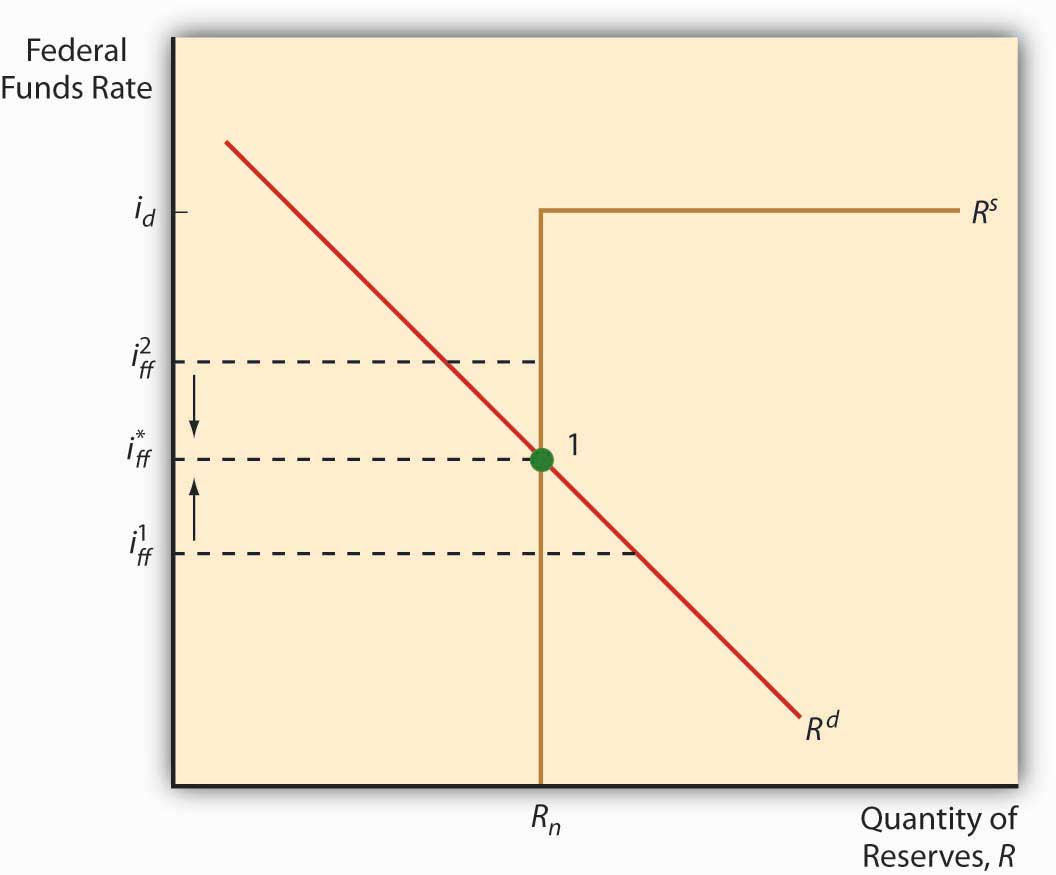 Federal
Funds Rate
i_d
R^s
i_ff^2
i_ff^*
1
i_ff^1
R^d
R_n
Quantity of
Reserves, R